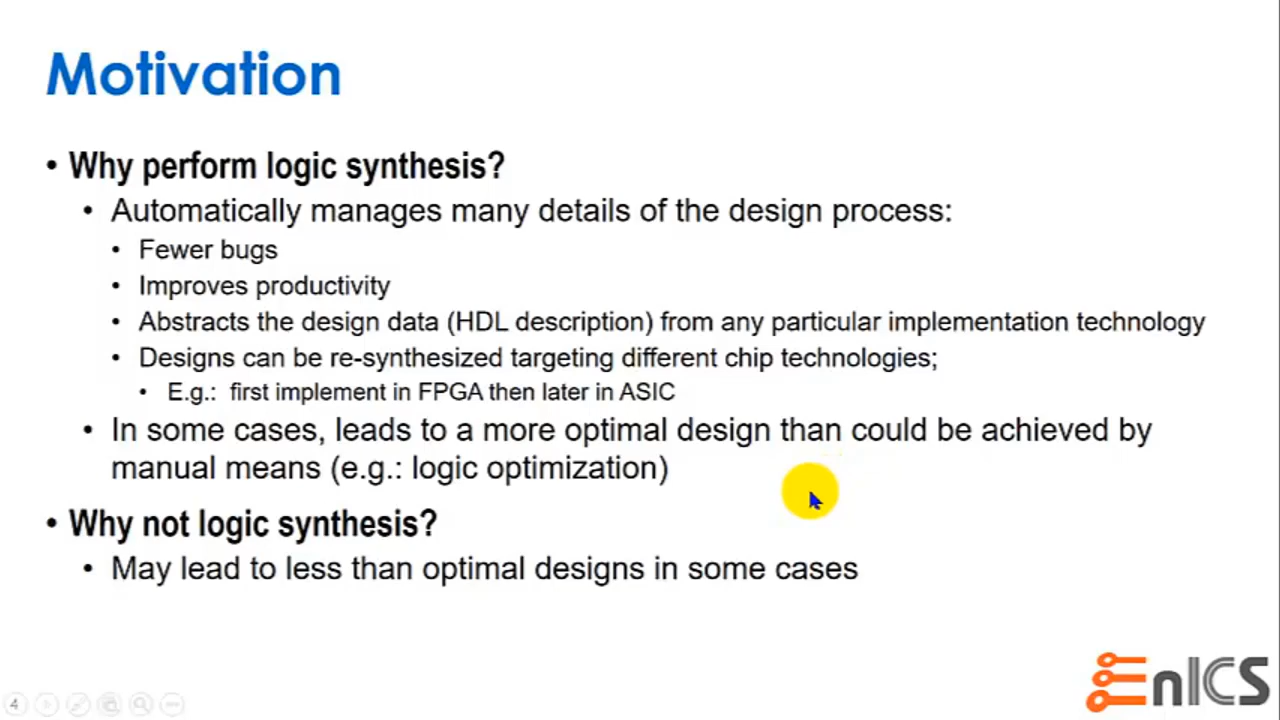 Motivation
• Why perform logic synthesis?
• Automatically manages many details of the design process:
• Fewer bugs
• Improves productivity
• Abstracts the design data (HDL description) from any particular implementation technology
• Designs can be re-synthesized targeting different chip technologies;
• E.g.: first implement in FPGA then later in ASIC
• In some cases, leads to a more optimal design than could be achieved by
manual means (e.g.: logic optimization)
• Why not logic synthesis?
• May lead to less than optimal designs in some cases
EnICS
4